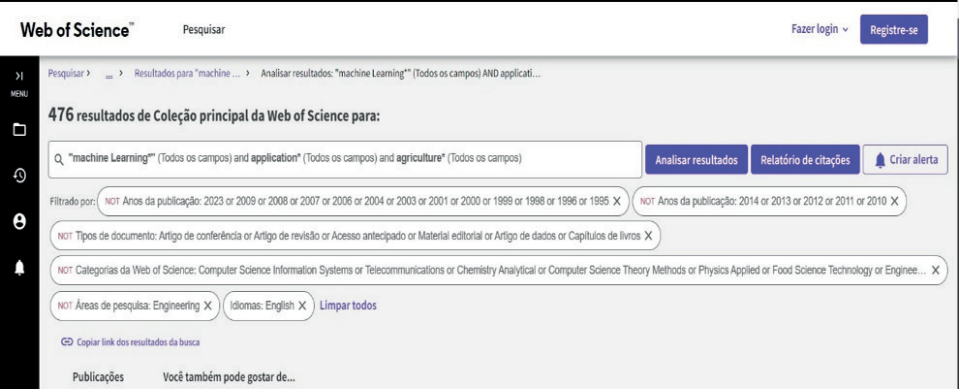 Web of Science™ Pesquisar Fazer login Registre-se
MENU
Pesquisar > ... > Resultados para "machine ... > Analisar resultados: "machine Learning*" (Todos os campos) AND applicati...
476 resultados de Coleção principal da Web of Science para:
"machine Learning*" (Todos os campos) and application* (Todos os campos) and agriculture* (Todos os campos) Analisar resultados Relatório de citações Criar alerta
Filtrado por: NOT Anos da publicação: 2023 or 2009 or 2008 or 2007 or 2006 or 2004 or 2003 or 2001 or 2000 or 1999 or 1998 or 1996 or 1995 X NOT Anos da publicação: 2014 or 2013 or 2012 or 2011 or 2010 X
NOT Tipos de documento: Artigo de conferência or Artigo de revisão or Acesso antecipado or Material editorial or Artigo de dados or Capítulos de livros X
NOT Categorias da Web of Science: Computer Science Information Systems or Telecommunications or Chemistry Analytical or Computer Science Theory Methods or Physics Applied or Food Science Technology or Enginee... X
NOT Áreas de pesquisa: Engineering X Idiomas: English X Limpar todos
Copiar link dos resultados da busca
Publicações Você também pode gostar de...